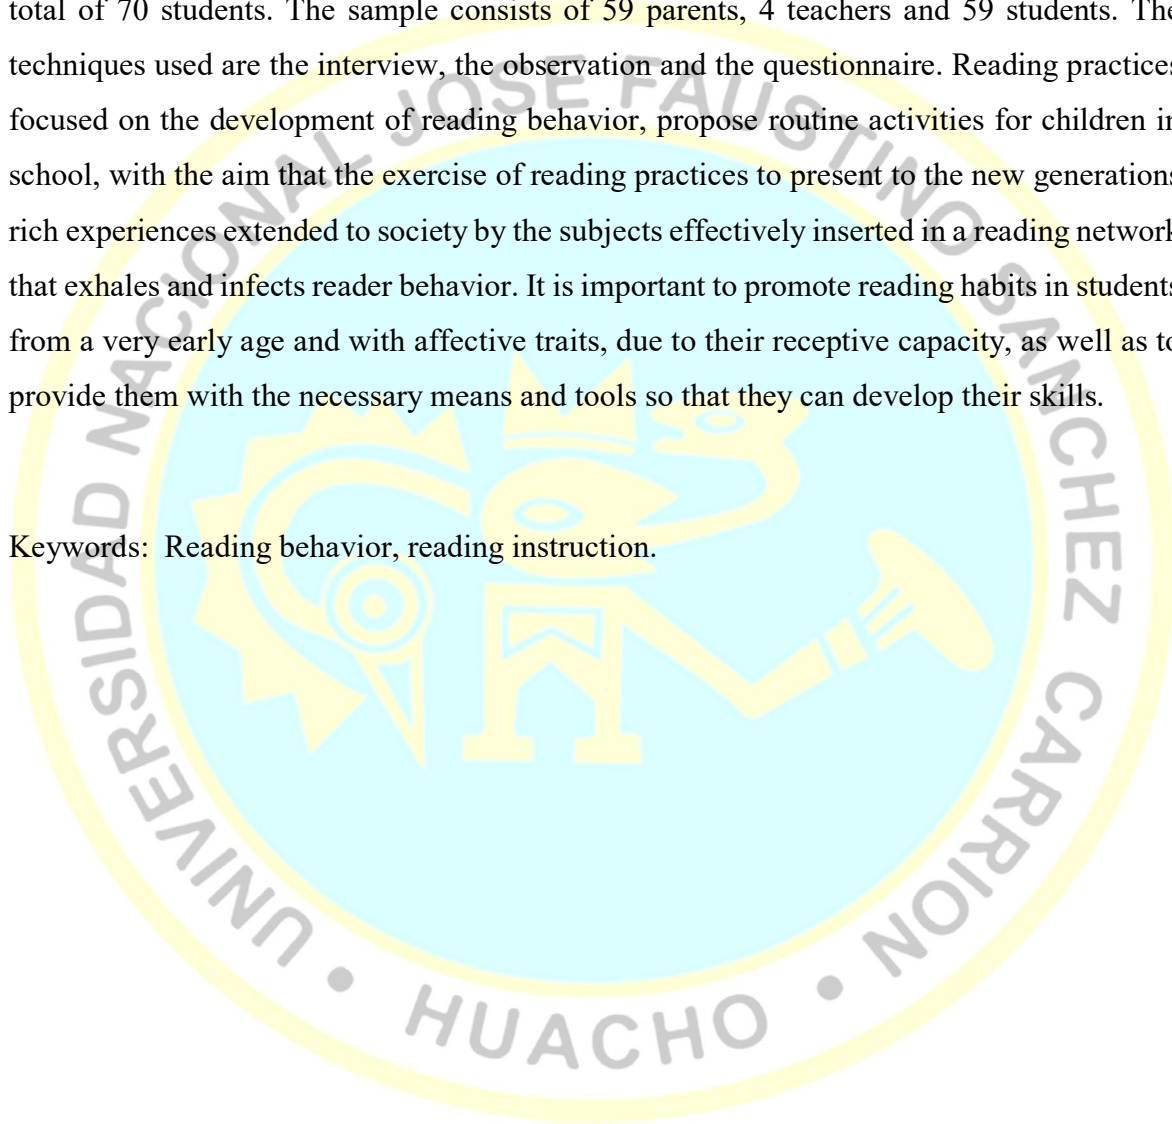 total of 70 students. The sample consists of 59 parents, 4 teachers and 59 students. The
techniques used are the interview, the observation and the questionnaire. Reading practices
focused on the development of reading behavior, propose routine activities for children in
school, with the aim that the exercise of reading practices to present to the new generations
rich experiences extended to society by the subjects effectively inserted in a reading network
that exhales and infects reader behavior. It is important to promote reading habits in students
from a very early age and with affective traits, due to their receptive capacity, as well as to
provide them with the necessary means and tools so that they can develop their skills.
Keywords: Reading behavior, reading instruction.
UNIVERSIDAD NACIONAL JOSE FAUSTINO SANCHEZ CARRION • HUACHO •